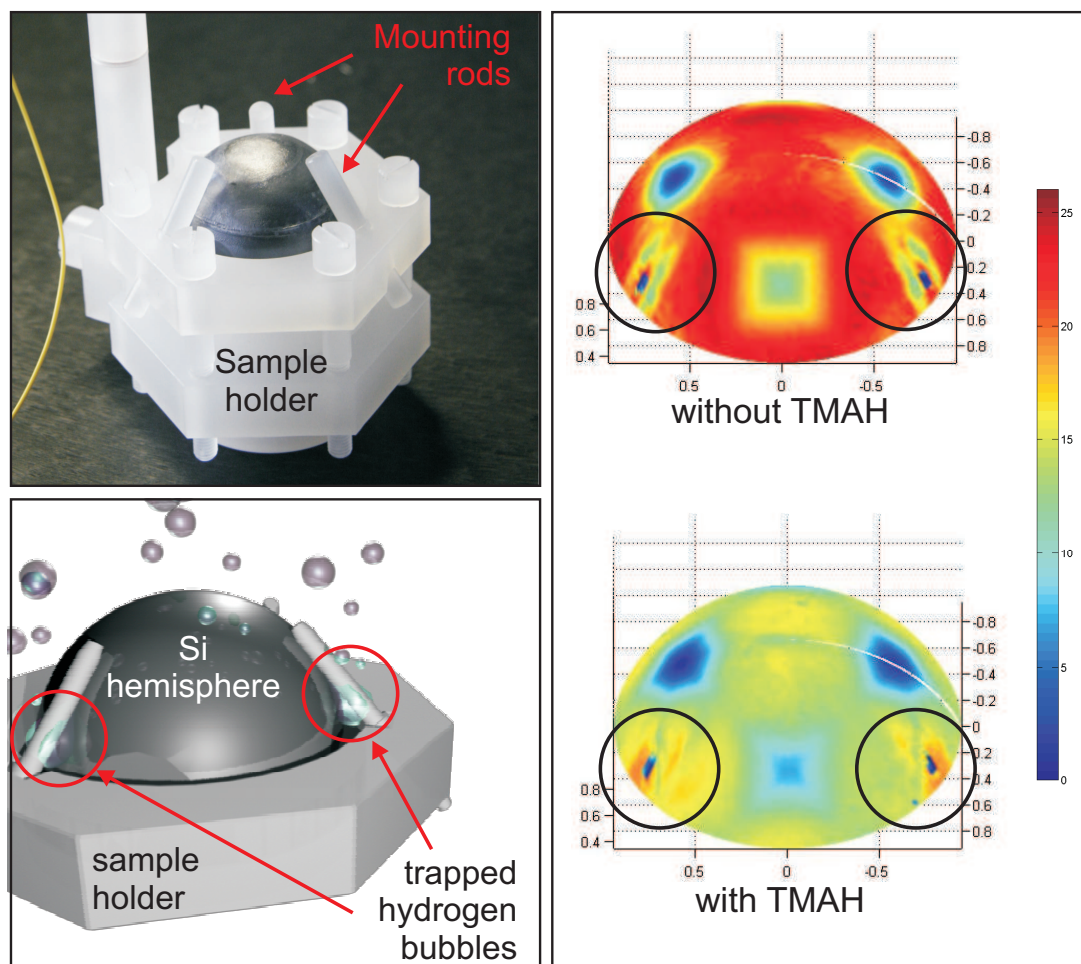 Mounting
rods
Sample
holder
Si
hemisphere
sample
holder
trapped
hydrogen
bubbles
-0.8
-0.6
-0.4
-0.2
0
0.2
0.4
0.6
0.8
0.8
0.6
0.4
0.5
0
-0.5
without TMAH
25
20
15
10
5
0
-0.8
-0.6
-0.4
-0.2
0
0.2
0.4
0.6
0.8
0.8
0.6
0.4
0.5
0
-0.5
with TMAH